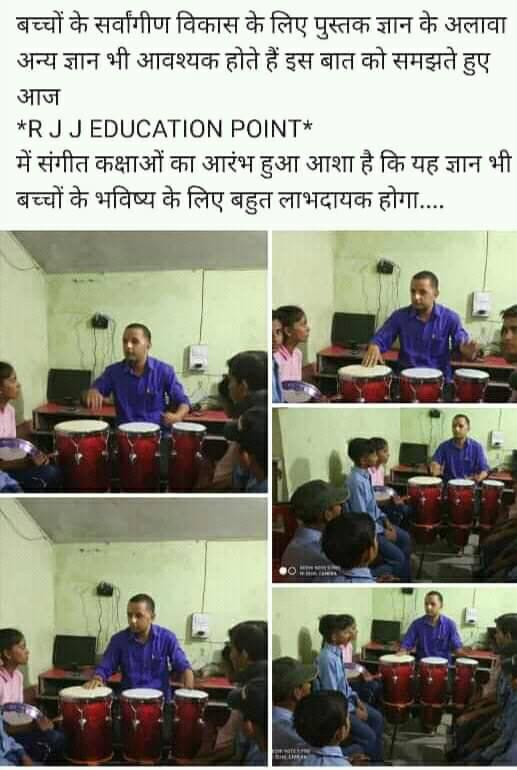 बच्चों के सर्वांगीण विकास के लिए पुस्तक ज्ञान के अलावा
अन्य ज्ञान भी आवश्यक होते हैं इस बात को समझते हुए
आज
*R J J EDUCATION POINT*
में संगीत कक्षाओं का आरंभ हुआ आशा है कि यह ज्ञान भी
बच्चों के भविष्य के लिए बहुत लाभदायक होगा....